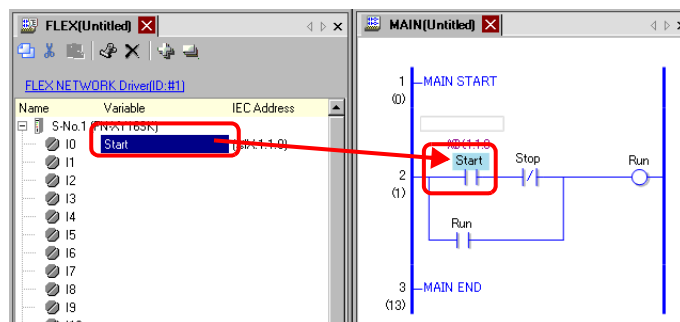 FLEX(Untitled)
FLEX NETWORK Driver(ID:#1)
Name Variable IEC Address
S-No.1
I0 Start
I1
I2
I3
I4
I5
I6
I7
I8
I9
MAIN(Untitled)
1 MAIN START
(0)
Start Stop Run
2
(1)
Run
3 MAIN END
(13)